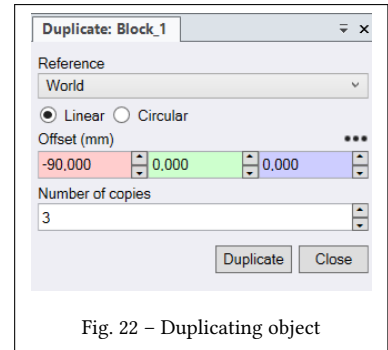 Duplicate: Block_1
Reference
World
Linear Circular
Offset (mm)
-90,000 0,000 0,000
Number of copies
3
Duplicate Close
Fig. 22 – Duplicating object